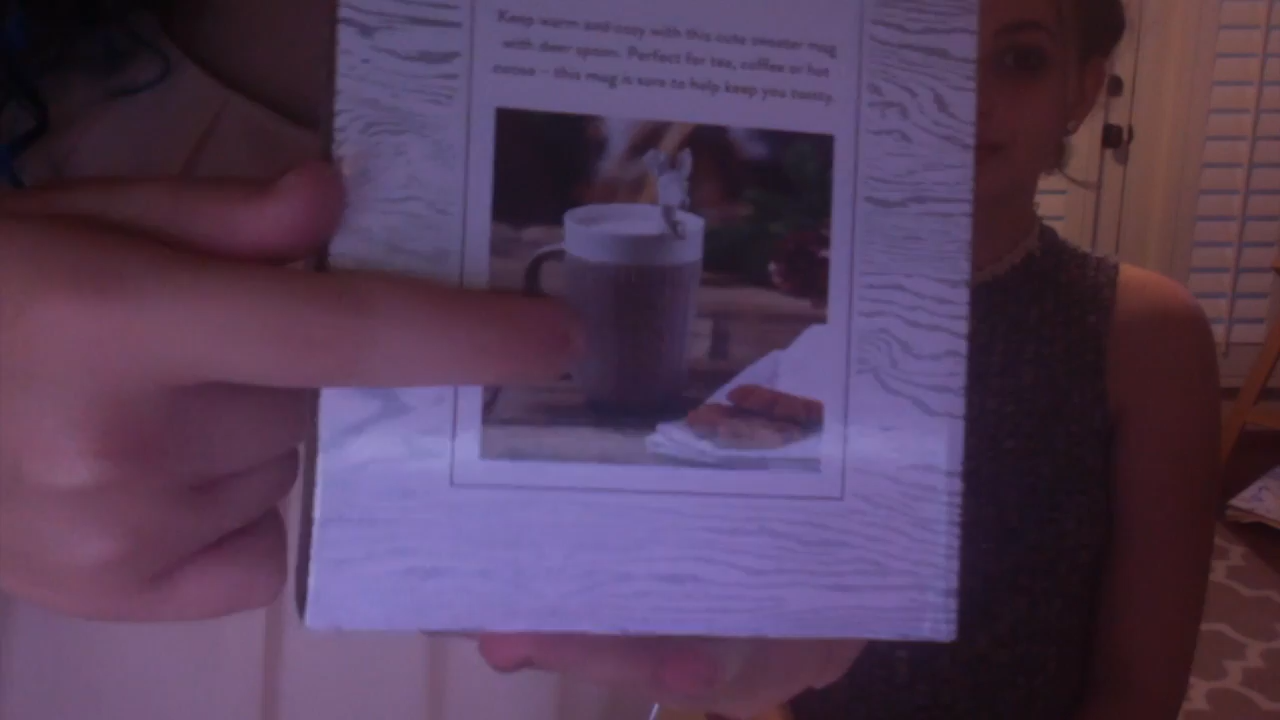 Keep warm and cosy with this cute sweater mug
with deer spoon. Perfect for tea, coffee or hot
cocoa – this mug is sure to help keep you toasty.